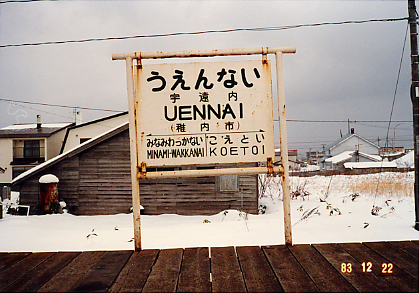 うえんない
宇遠内
UENNAI
(稚内市)
みなみわっかない こえとい
MINAMI-WAKKANAI KOETOI
83 12 22